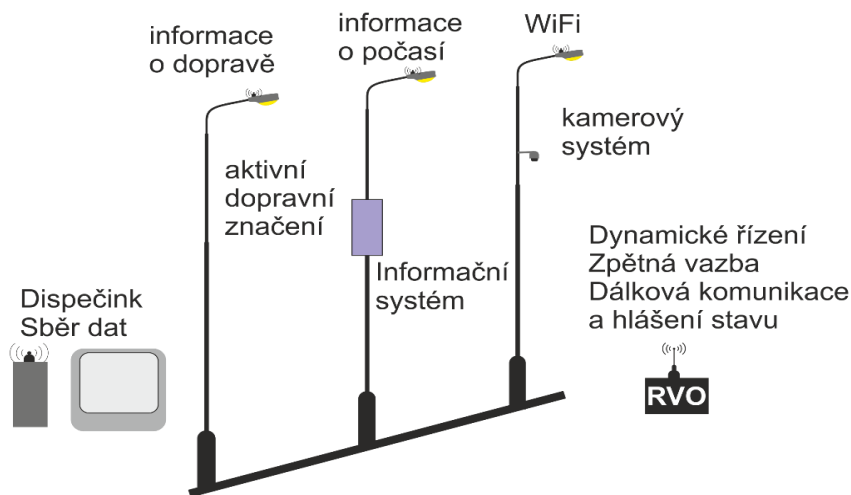 informace
o dopravě
informace
o počasí
WiFi
kamerový
systém
aktivní
dopravní
značení
Informační
systém
Dynamické řízení
Zpětná vazba
Dálková komunikace
a hlášení stavu
Dispečink
Sběr dat
RVO